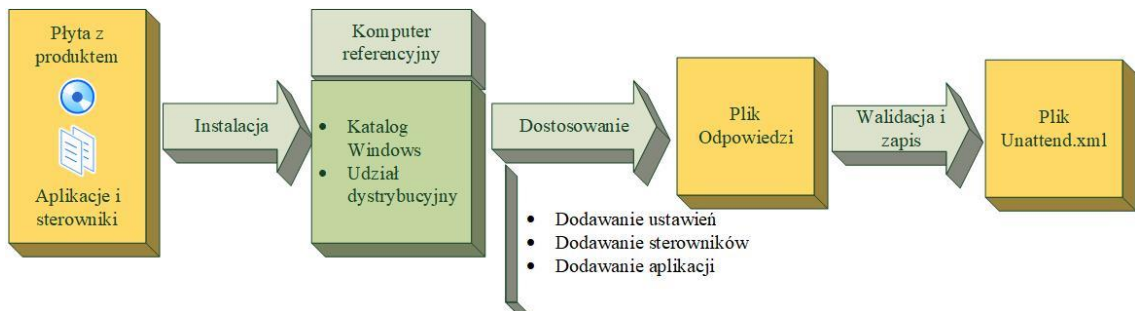 Płyta z
produktem
Aplikacje i
sterowniki
Instalacja
Komputer
referencyjny
• Katalog
Windows
• Udział
dystrybucyjny
Dostosowanie
• Dodawanie ustawień
• Dodawanie sterowników
• Dodawanie aplikacji
Plik
Odpowiedzi
Walidacja i
zapis
Plik
Unattend.xml